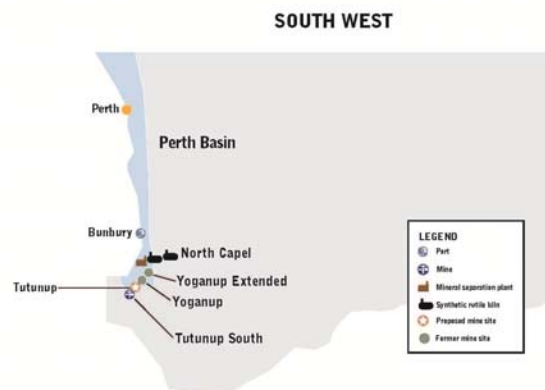 SOUTH WEST
Perth
Perth Basin
Bunbury
North Capel
Yoganup Extended
Tutunup
Yoganup
Tutunup South
LEGEND
Port
Mine
Mineral separation plant
Synthetic rutile kiln
Proposed mine site
Former mine site